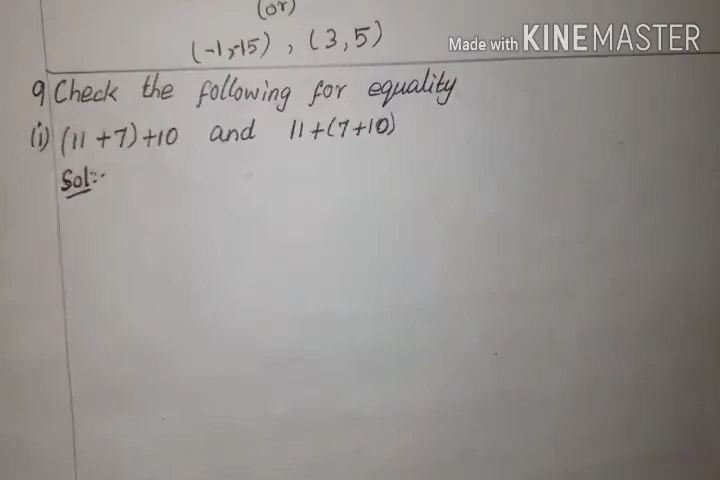 (or)
(-1,-15), (3,5)
Made with KINEMASTER
9 Check the following for equality
(i) (11+7)+10 and 11+(7+10)
Sol:-